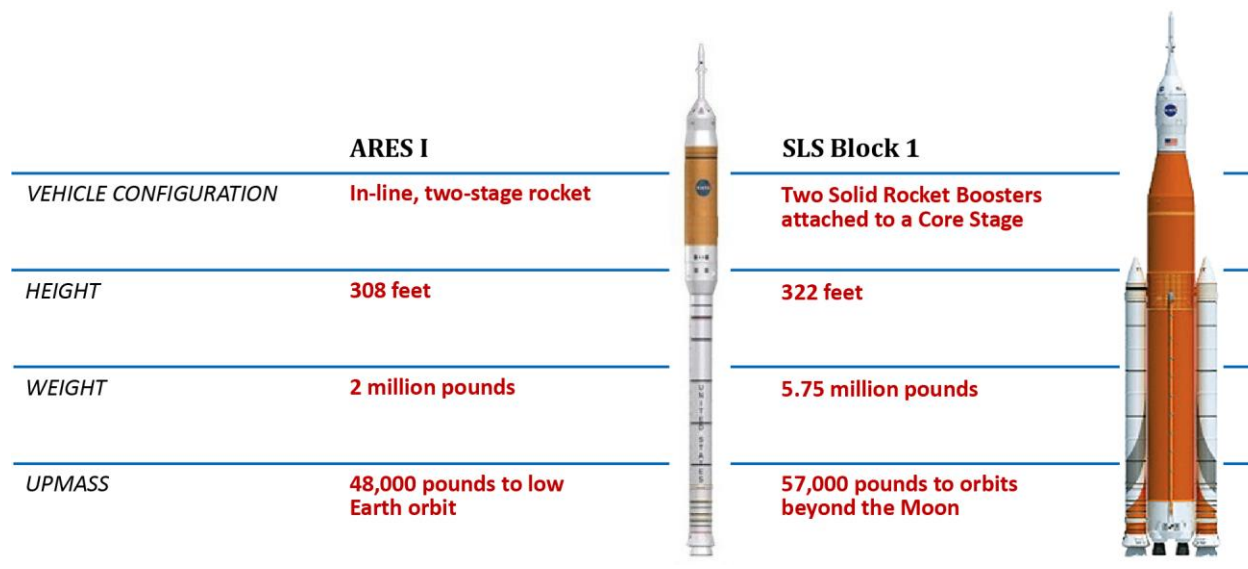 ARES I
SLS Block 1
VEHICLE CONFIGURATION
In-line, two-stage rocket
Two Solid Rocket Boosters
attached to a Core Stage
HEIGHT
308 feet
322 feet
WEIGHT
2 million pounds
5.75 million pounds
UPMASS
48,000 pounds to low
Earth orbit
57,000 pounds to orbits
beyond the Moon
UNITED STATES